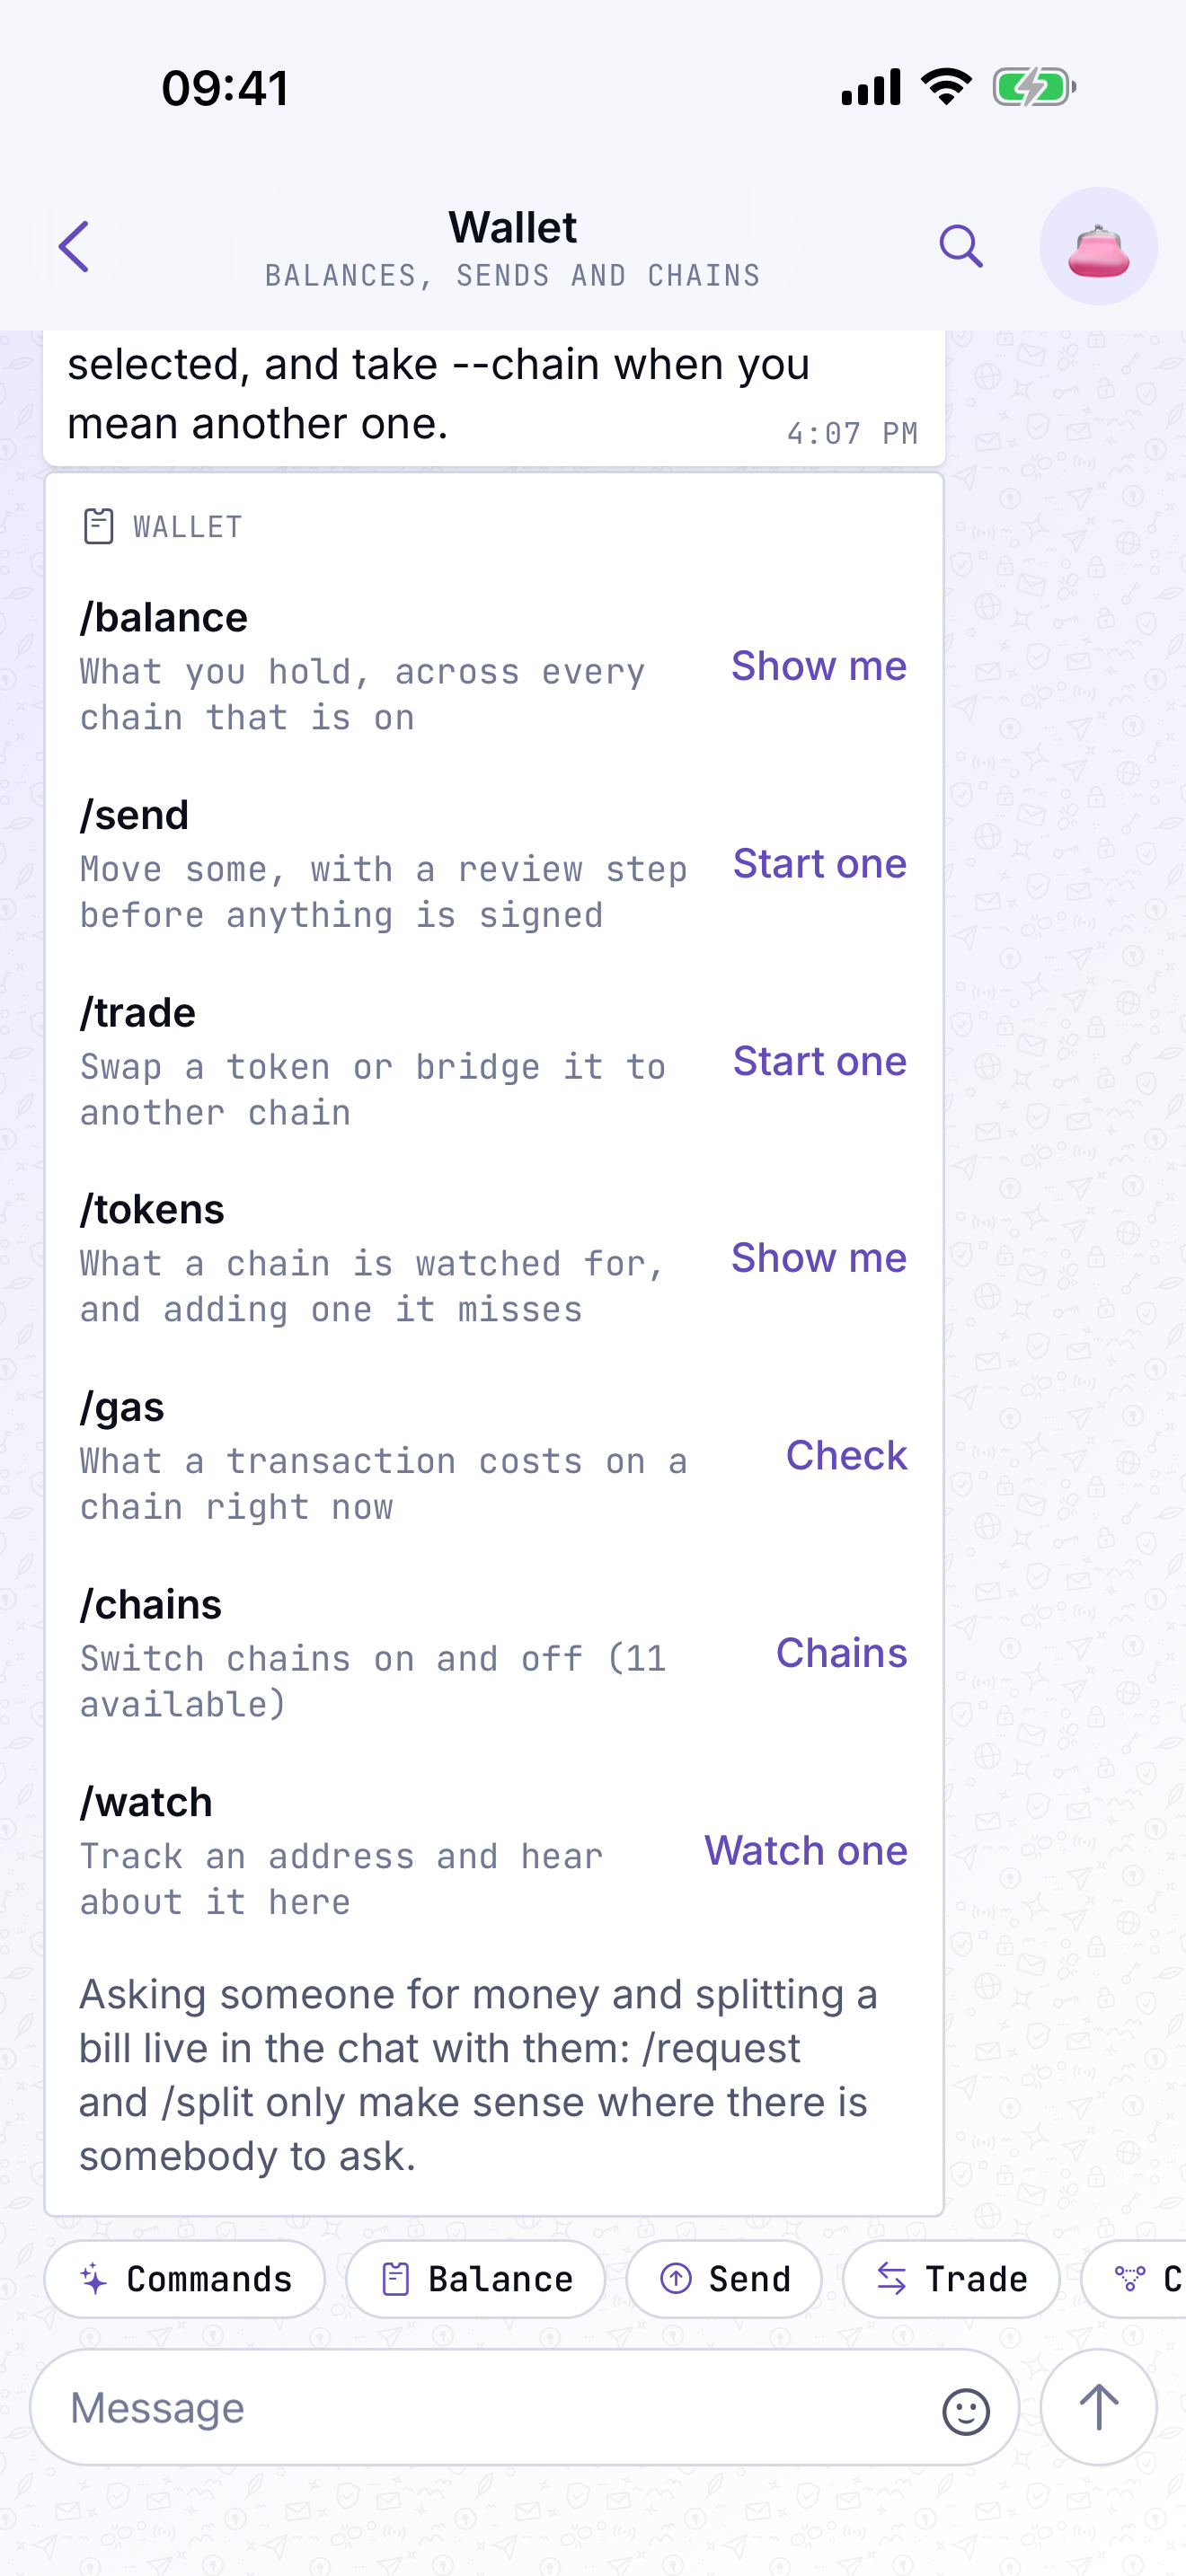 09:41
Wallet
BALANCES, SENDS AND CHAINS
selected, and take --chain when you
mean another one.
4:07 PM
WALLET
/balance
What you hold, across every
chain that is on
Show me
/send
Move some, with a review step
before anything is signed
Start one
/trade
Swap a token or bridge it to
another chain
Start one
/tokens
What a chain is watched for,
and adding one it misses
Show me
/gas
What a transaction costs on a
chain right now
Check
/chains
Switch chains on and off (11
available)
Chains
/watch
Track an address and hear
about it here
Watch one
Asking someone for money and splitting a
bill live in the chat with them: /request
and /split only make sense where there is
somebody to ask.
Commands
Balance
Send
Trade
C
Message